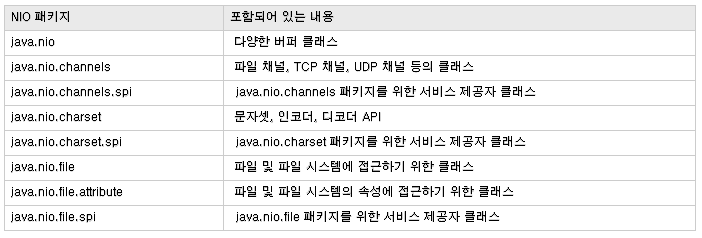 NIO 패키지 포함되어 있는 내용
java.nio 다양한 버퍼 클래스
java.nio.channels 파일 채널, TCP 채널, UDP 채널 등의 클래스
java.nio.channels.spi java.nio.channels 패키지를 위한 서비스 제공자 클래스
java.nio.charset 문자셋, 인코더, 디코더 API
java.nio.charset.spi java.nio.charset 패키지를 위한 서비스 제공자 클래스
java.nio.file 파일 및 파일 시스템에 접근하기 위한 클래스
java.nio.file.attribute 파일 및 파일 시스템의 속성에 접근하기 위한 클래스
java.nio.file.spi java.nio.file 패키지를 위한 서비스 제공자 클래스